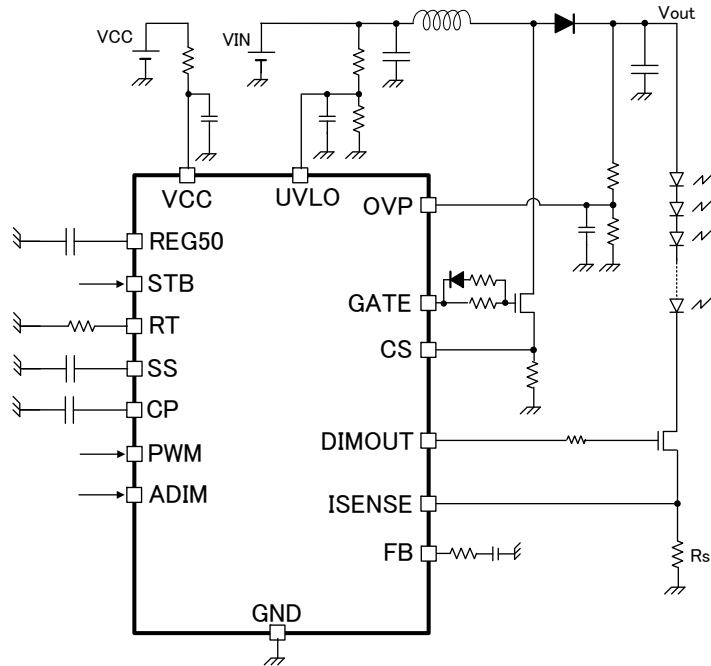 VCC
VIN
Vout
VCC
UVLO
OVP
REG50
STB
GATE
RT
CS
SS
CP
DIMOUT
PWM
ADIM
ISENSE
FB
Rs
GND